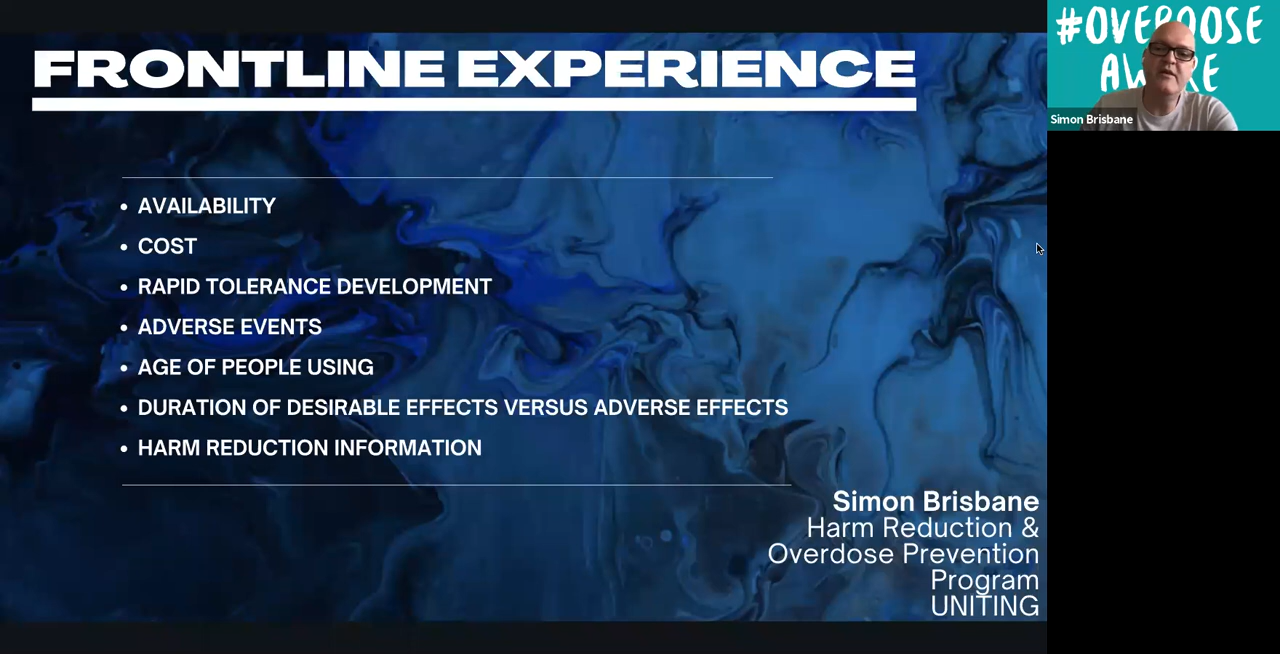 FRONTLINE EXPERIENCE
• AVAILABILITY
• COST
• RAPID TOLERANCE DEVELOPMENT
• ADVERSE EVENTS
• AGE OF PEOPLE USING
• DURATION OF DESIRABLE EFFECTS VERSUS ADVERSE EFFECTS
• HARM REDUCTION INFORMATION
Simon Brisbane
Harm Reduction &
Overdose Prevention
Program
UNITING
#OVERDOSE
AWARE
Simon Brisbane